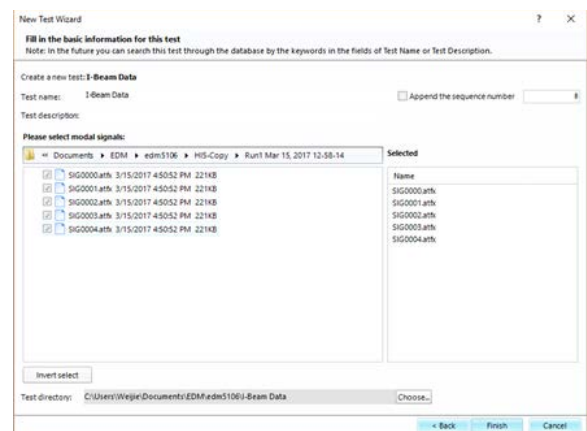 New Test Wizard ? ×
Fill in the basic information for this test
Note: In the future you can search this test through the database by the keywords in the fields of Test Name or Test Description.
Create a new test: I-Beam Data
Test name: I-Beam Data Append the sequence number
Test description:
Please select modal signals:
« Documents EDM edm5106 HIS-Copy Run1 Mar 15, 2017 12-58-14 Selected
Name
SIG0000.atfx 3/15/2017 4:50:52 PM 221KB SIG0000.atfx
SIG0001.atfx 3/15/2017 4:50:52 PM 221KB SIG0001.atfx
SIG0002.atfx 3/15/2017 4:50:52 PM 221KB SIG0002.atfx
SIG0003.atfx 3/15/2017 4:50:52 PM 221KB SIG0003.atfx
SIG0004.atfx 3/15/2017 4:50:52 PM 221KB SIG0004.atfx
Invert select
Test directory: C:\Users\Weijie\Documents\EDM\edm5106\I-Beam Data Choose...
< Back Finish Cancel